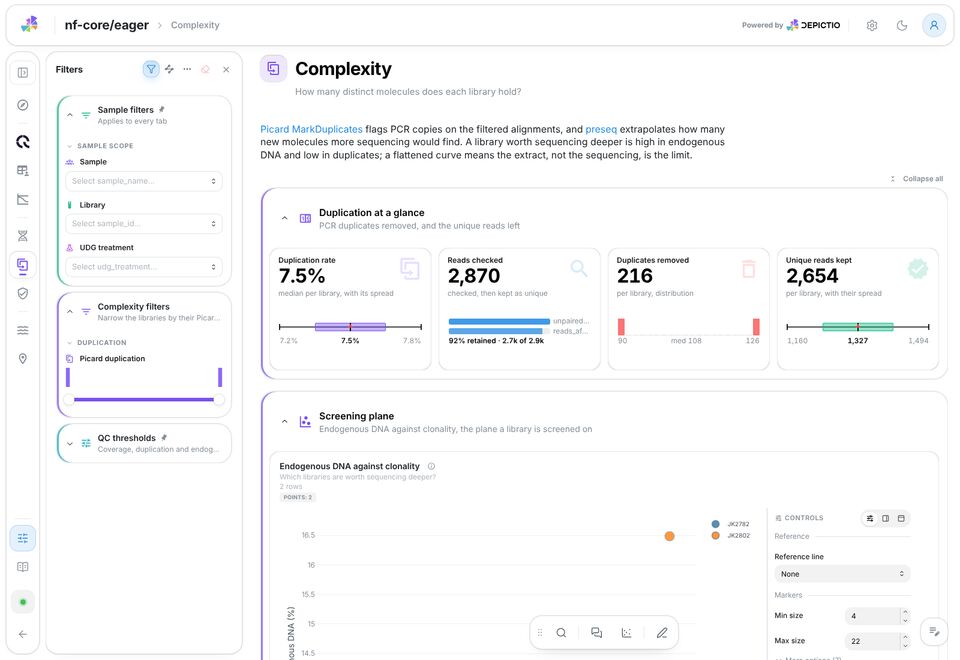 nf-core/eager
Complexity
Powered by DEPICTIO
Filters
Sample filters
Applies to every tab
SAMPLE SCOPE
Sample
Select sample_name...
Library
Select sample_id...
UDG treatment
Select udg_treatment...
Complexity filters
Narrow the libraries by their Picar...
DUPLICATION
Picard duplication
QC thresholds
Coverage, duplication and endog...
Complexity
How many distinct molecules does each library hold?
Picard MarkDuplicates flags PCR copies on the filtered alignments, and preseq extrapolates how many
new molecules more sequencing would find. A library worth sequencing deeper is high in endogenous
DNA and low in duplicates; a flattened curve means the extract, not the sequencing, is the limit.
Collapse all
Duplication at a glance
PCR duplicates removed, and the unique reads left
Duplication rate
7.5%
median per library, with its spread
7.2% 7.5% 7.8%
Reads checked
2,870
checked, then kept as unique
unpaired...
reads_af...
92% retained · 2.7k of 2.9k
Duplicates removed
216
per library, distribution
90 med 108 126
Unique reads kept
2,654
per library, with their spread
1,160 1,327 1,494
Screening plane
Endogenous DNA against clonality, the plane a library is screened on
Endogenous DNA against clonality
Which libraries are worth sequencing deeper?
2 rows
POINTS: 2
16.5
16
15.5
15
14.5
nous DNA (%)
JK2782
JK2802
CONTROLS
Reference
Reference line
None
Markers
Min size
4
Max size
22